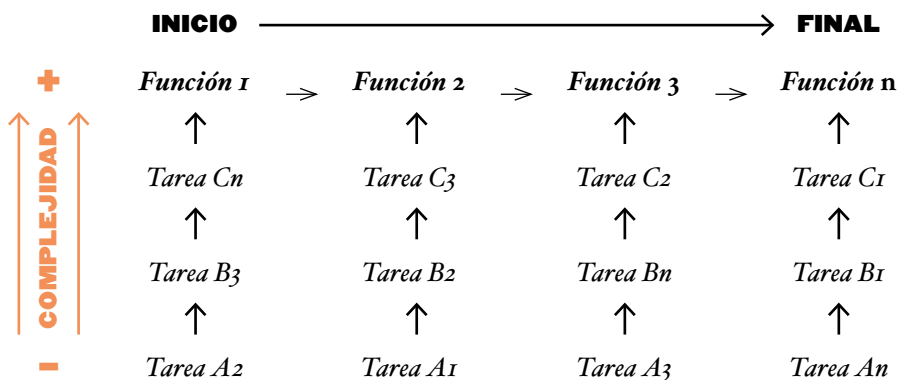 INICIO FINAL
+ Función 1 Función 2 Función 3 Función n
COMPLEJIDAD
Tarea Cn Tarea C3 Tarea C2 Tarea C1
Tarea B3 Tarea B2 Tarea Bn Tarea B1
- Tarea A2 Tarea A1 Tarea A3 Tarea An